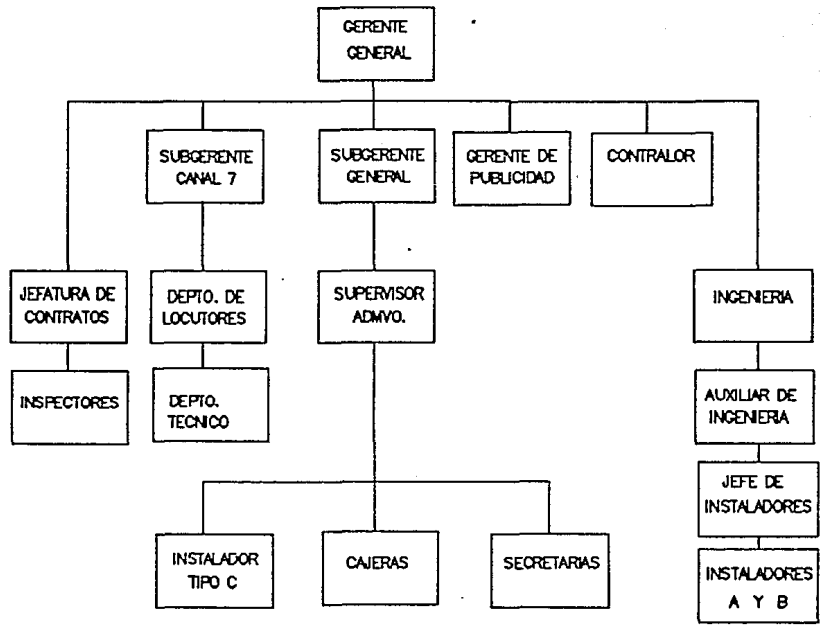 GERENTE
GENERAL
SUBGERENTE
CANAL 7
SUBGERENTE
GENERAL
GERENTE DE
PUBLICIDAD
CONTRALOR
JEFATURA DE
CONTRATOS
DEPTO. DE
LOCUTORES
SUPERVISOR
ADMVO.
INGENIERIA
INSPECTORES
DEPTO.
TECNICO
AUXILIAR DE
INGENIERIA
JEFE DE
INSTALADORES
INSTALADOR
TIPO C
CAJERAS
SECRETARIAS
INSTALADORES
A Y B